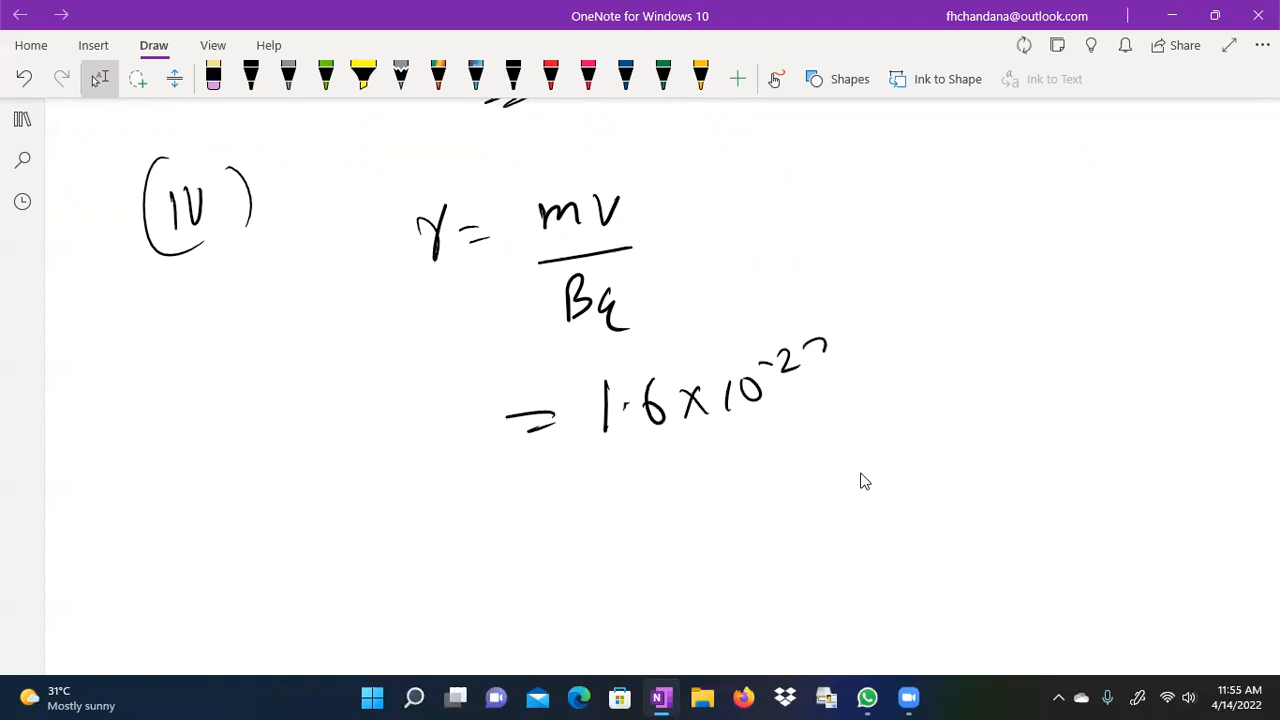 OneNote for Windows 10
fhchandana@outlook.com
Home Insert Draw View Help
Share
Shapes
Ink to Shape
Ink to Text
(IV)
r = mv
Bq
= 1.6 x 10^-27
31°C
Mostly sunny
11:55 AM
4/14/2022